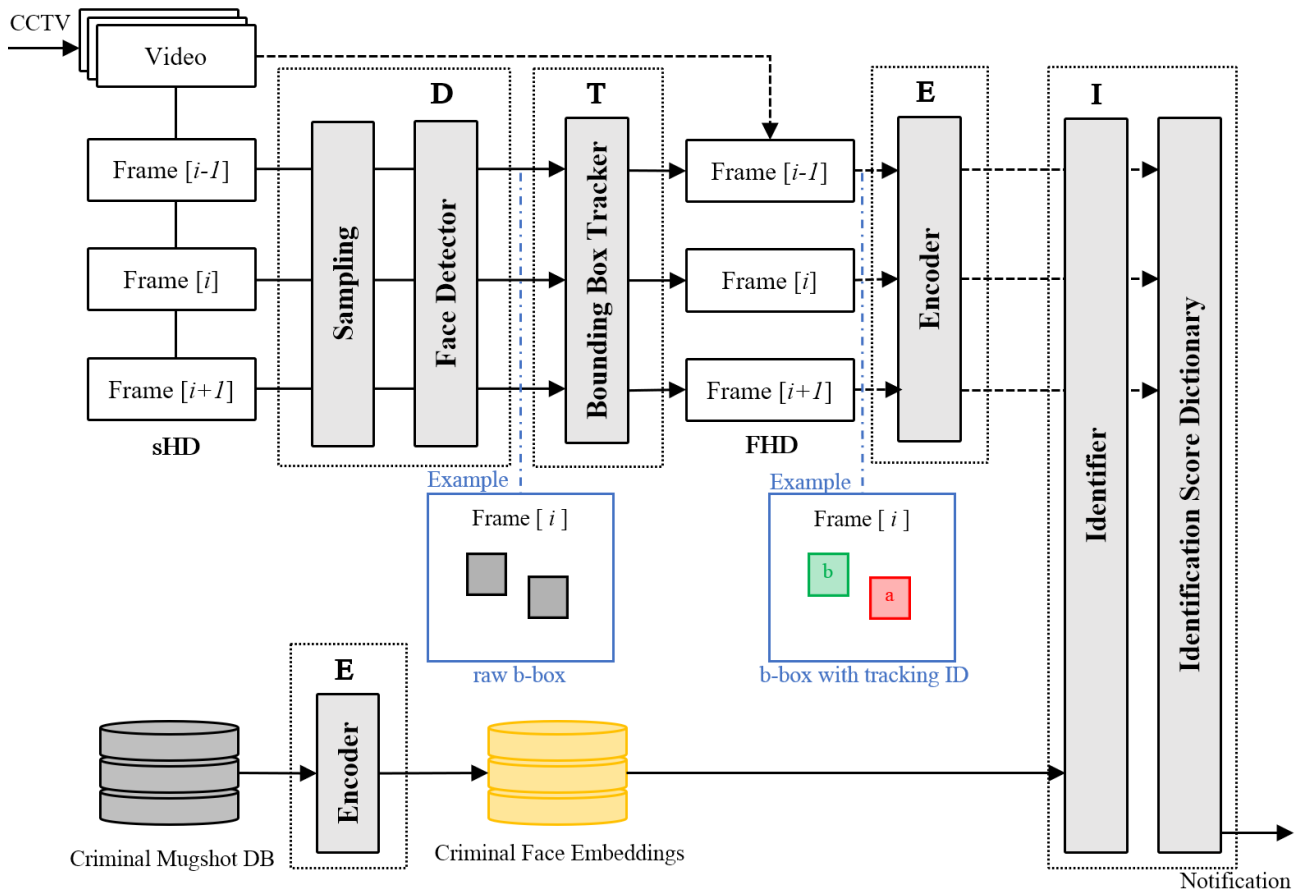 CCTV
Video
D
T
E
I
Frame [i-1]
Frame [i]
Frame [i+1]
sHD
Sampling
Face Detector
Bounding Box Tracker
Frame [i-1]
Frame [i]
Frame [i+1]
FHD
Encoder
Identifier
Identification Score Dictionary
Example
Frame [ i ]
raw b-box
Example
Frame [ i ]
b
a
b-box with tracking ID
E
Encoder
Criminal Mugshot DB
Criminal Face Embeddings
Notification